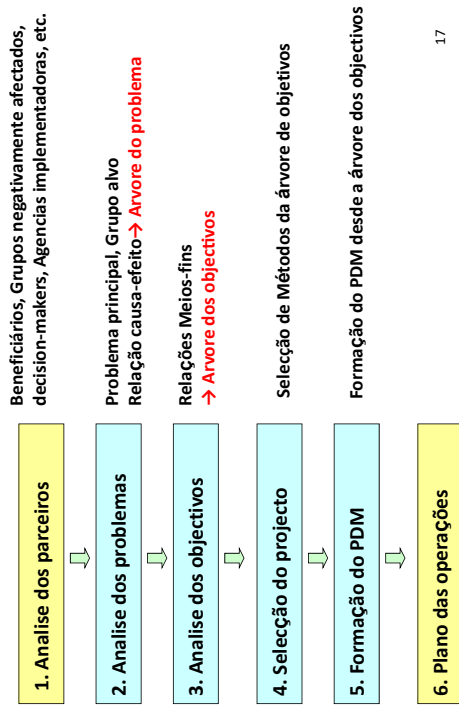 1. Analise dos parceiros
Beneficiários, Grupos negativamente afectados,
decision-makers, Agencias implementadoras, etc.
2. Analise dos problemas
Problema principal, Grupo alvo
Relação causa-efeito→ Arvore do problema
3. Analise dos objectivos
Relações Meios-fins
→ Arvore dos objectivos
4. Selecção do projecto
Selecção de Métodos da árvore de objetivos
5. Formação do PDM
Formação do PDM desde a árvore dos objectivos
6. Plano das operações
17